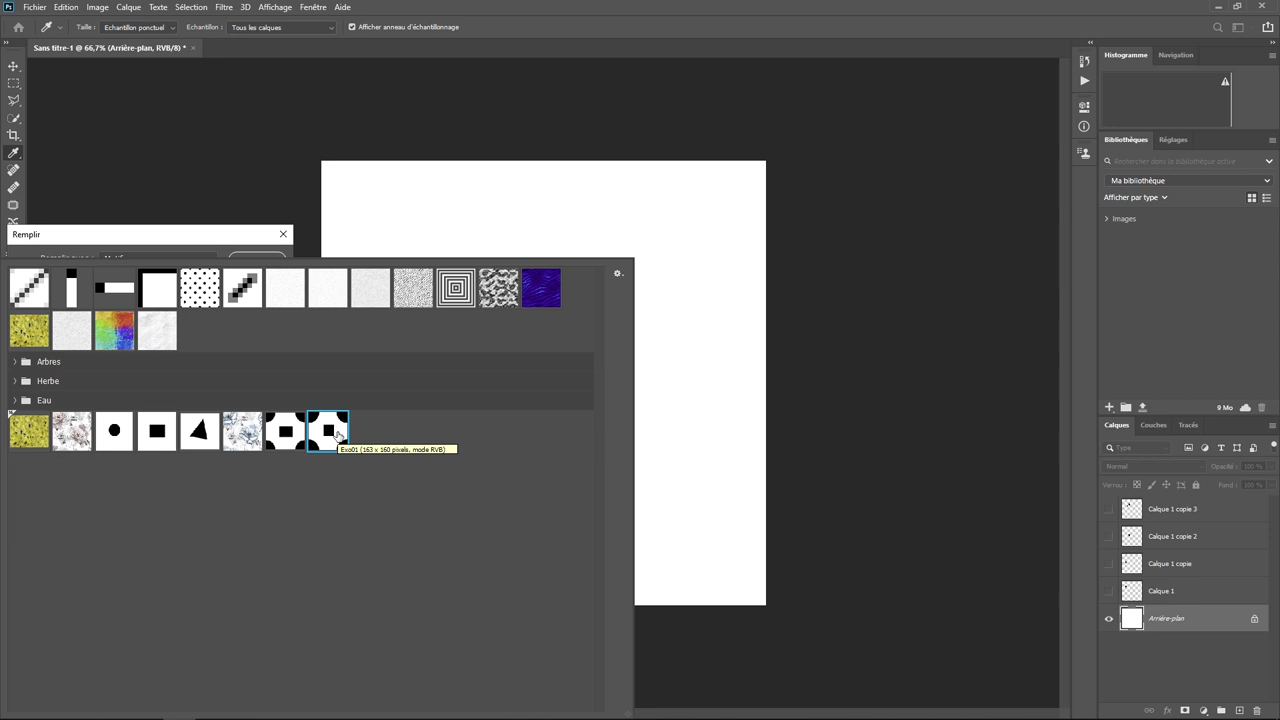 Ps Fichier Edition Image Calque Texte Sélection Filtre 3D Affichage Fenêtre Aide
Taille : Echantillon ponctuel Echantillon : Tous les calques Afficher anneau d'échantillonnage
Sans titre-1 @ 66,7% (Arrière-plan, RVB/8) *
Histogramme Navigation
Bibliothèques Réglages
Rechercher dans la bibliothèque active
Ma bibliothèque
Afficher par type
Images
Remplir
Arbres
Herbe
Eau
Exo01 (163 x 160 pixels, mode RVB)
9 Mo
Calques Couches Tracés
Type
Normal Opacité : 100 %
Verrou : Fond : 100 %
Calque 1 copie 3
Calque 1 copie 2
Calque 1 copie
Calque 1
Arrière-plan